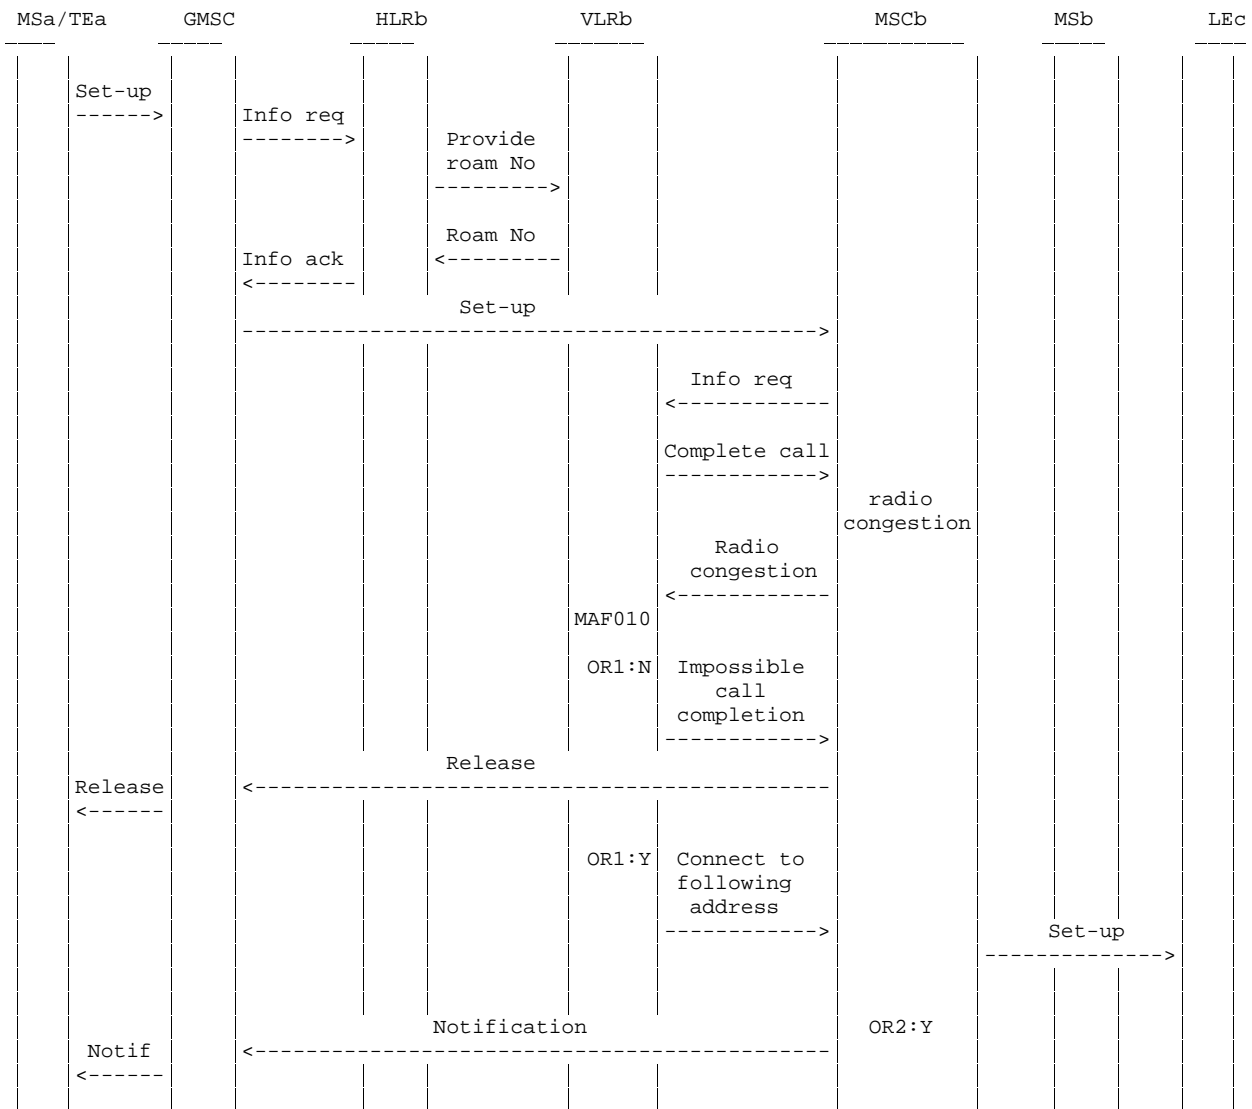 MSa/TEa GMSC HLRb VLRb MSCb MSb LEc
Set-up
------> Info req
--------> Provide
roam No
--------->
Roam No
Info ack <---------
<--------
Set-up
--------------------------------------------->
Info req
<------------
Complete call
------------>
radio
congestion
Radio
congestion
<------------
MAF010
OR1:N Impossible
call
completion
------------>
Release
Release <---------------------------------------------
<------
OR1:Y Connect to
following
address
------------> Set-up
-------------->
Notification OR2:Y
Notif <---------------------------------------------
<------